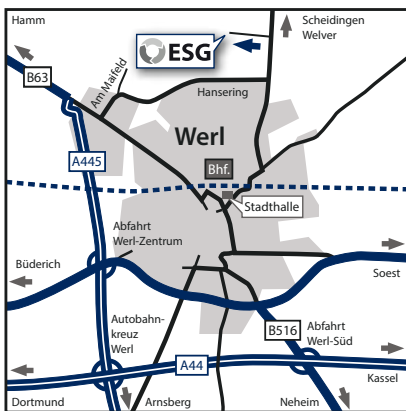 Hamm
Scheidingen
Welver
ESG
B63
Am Maifeld
Hansering
Werl
A445
Bhf.
Stadthalle
Abfahrt
Werl-Zentrum
Büderich
Soest
Autobahn-
kreuz
Werl
B516
Abfahrt
Werl-Süd
A44
Kassel
Dortmund
Arnsberg
Neheim